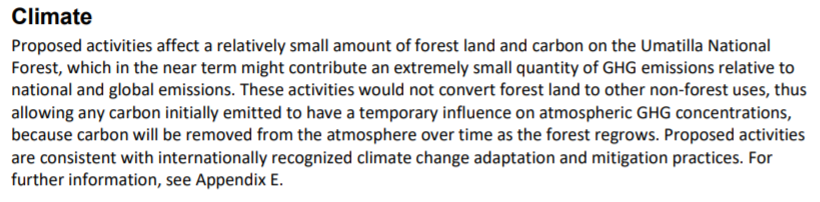 Climate
Proposed activities affect a relatively small amount of forest land and carbon on the Umatilla National
Forest, which in the near term might contribute an extremely small quantity of GHG emissions relative to
national and global emissions. These activities would not convert forest land to other non-forest uses, thus
allowing any carbon initially emitted to have a temporary influence on atmospheric GHG concentrations,
because carbon will be removed from the atmosphere over time as the forest regrows. Proposed activities
are consistent with internationally recognized climate change adaptation and mitigation practices. For
further information, see Appendix E.